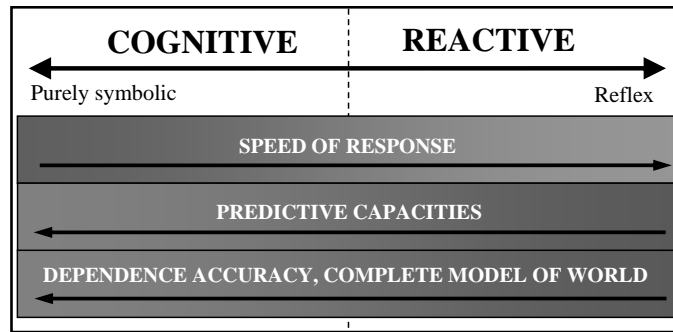 COGNITIVE REACTIVE
Purely symbolic Reflex
SPEED OF RESPONSE
PREDICTIVE CAPACITIES
DEPENDENCE ACCURACY, COMPLETE MODEL OF WORLD